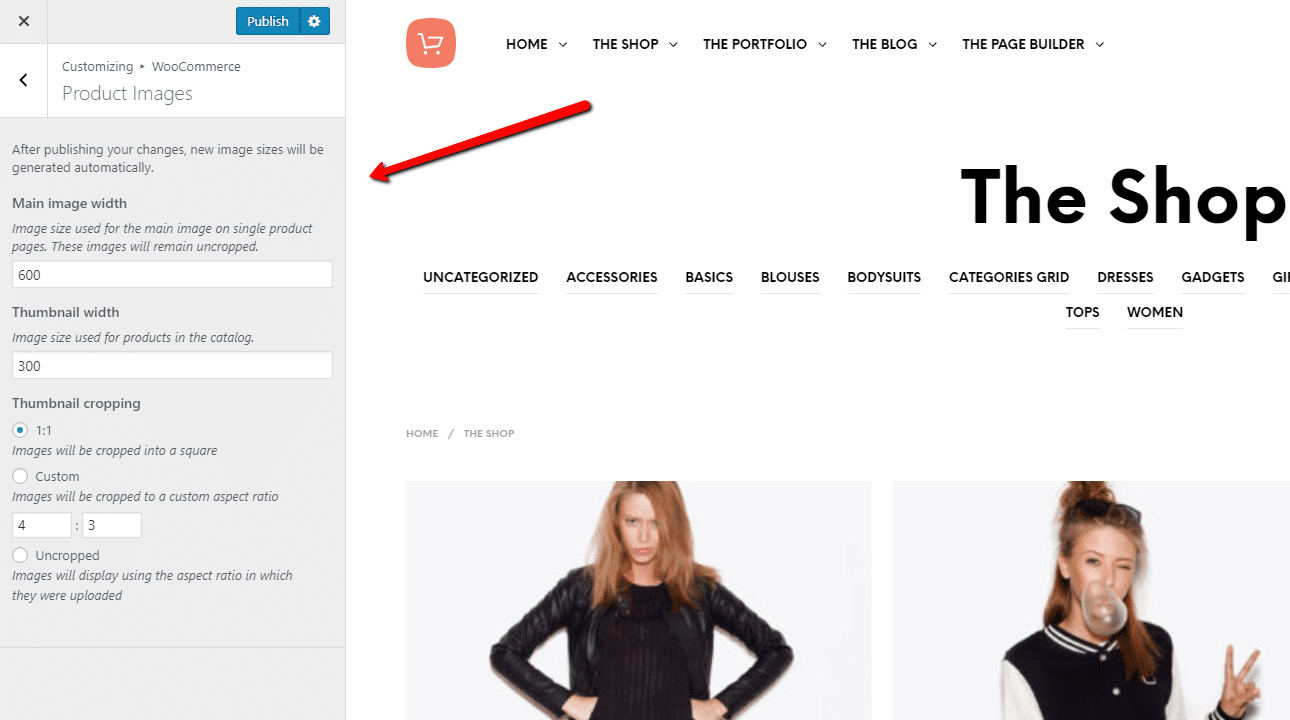 Publish
Customizing ▸ WooCommerce
Product Images
After publishing your changes, new image sizes will be
generated automatically.
Main image width
Image size used for the main image on single product
pages. These images will remain uncropped.
600
Thumbnail width
Image size used for products in the catalog.
300
Thumbnail cropping
1:1
Images will be cropped into a square
Custom
Images will be cropped to a custom aspect ratio
4 : 3
Uncropped
Images will display using the aspect ratio in which
they were uploaded
HOME THE SHOP THE PORTFOLIO THE BLOG THE PAGE BUILDER
The Shop
UNCATEGORIZED ACCESSORIES BASICS BLOUSES BODYSUITS CATEGORIES GRID DRESSES GADGETS
TOPS WOMEN
HOME / THE SHOP